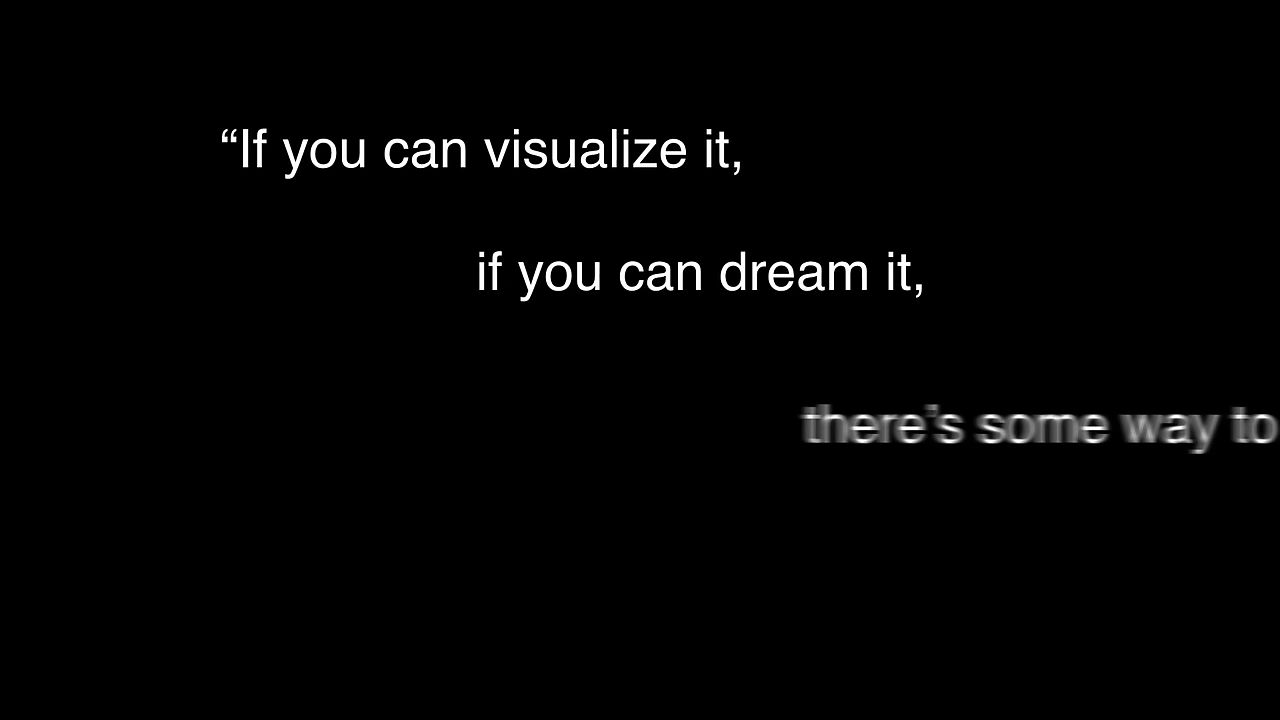 “If you can visualize it,
if you can dream it,
there’s some way to